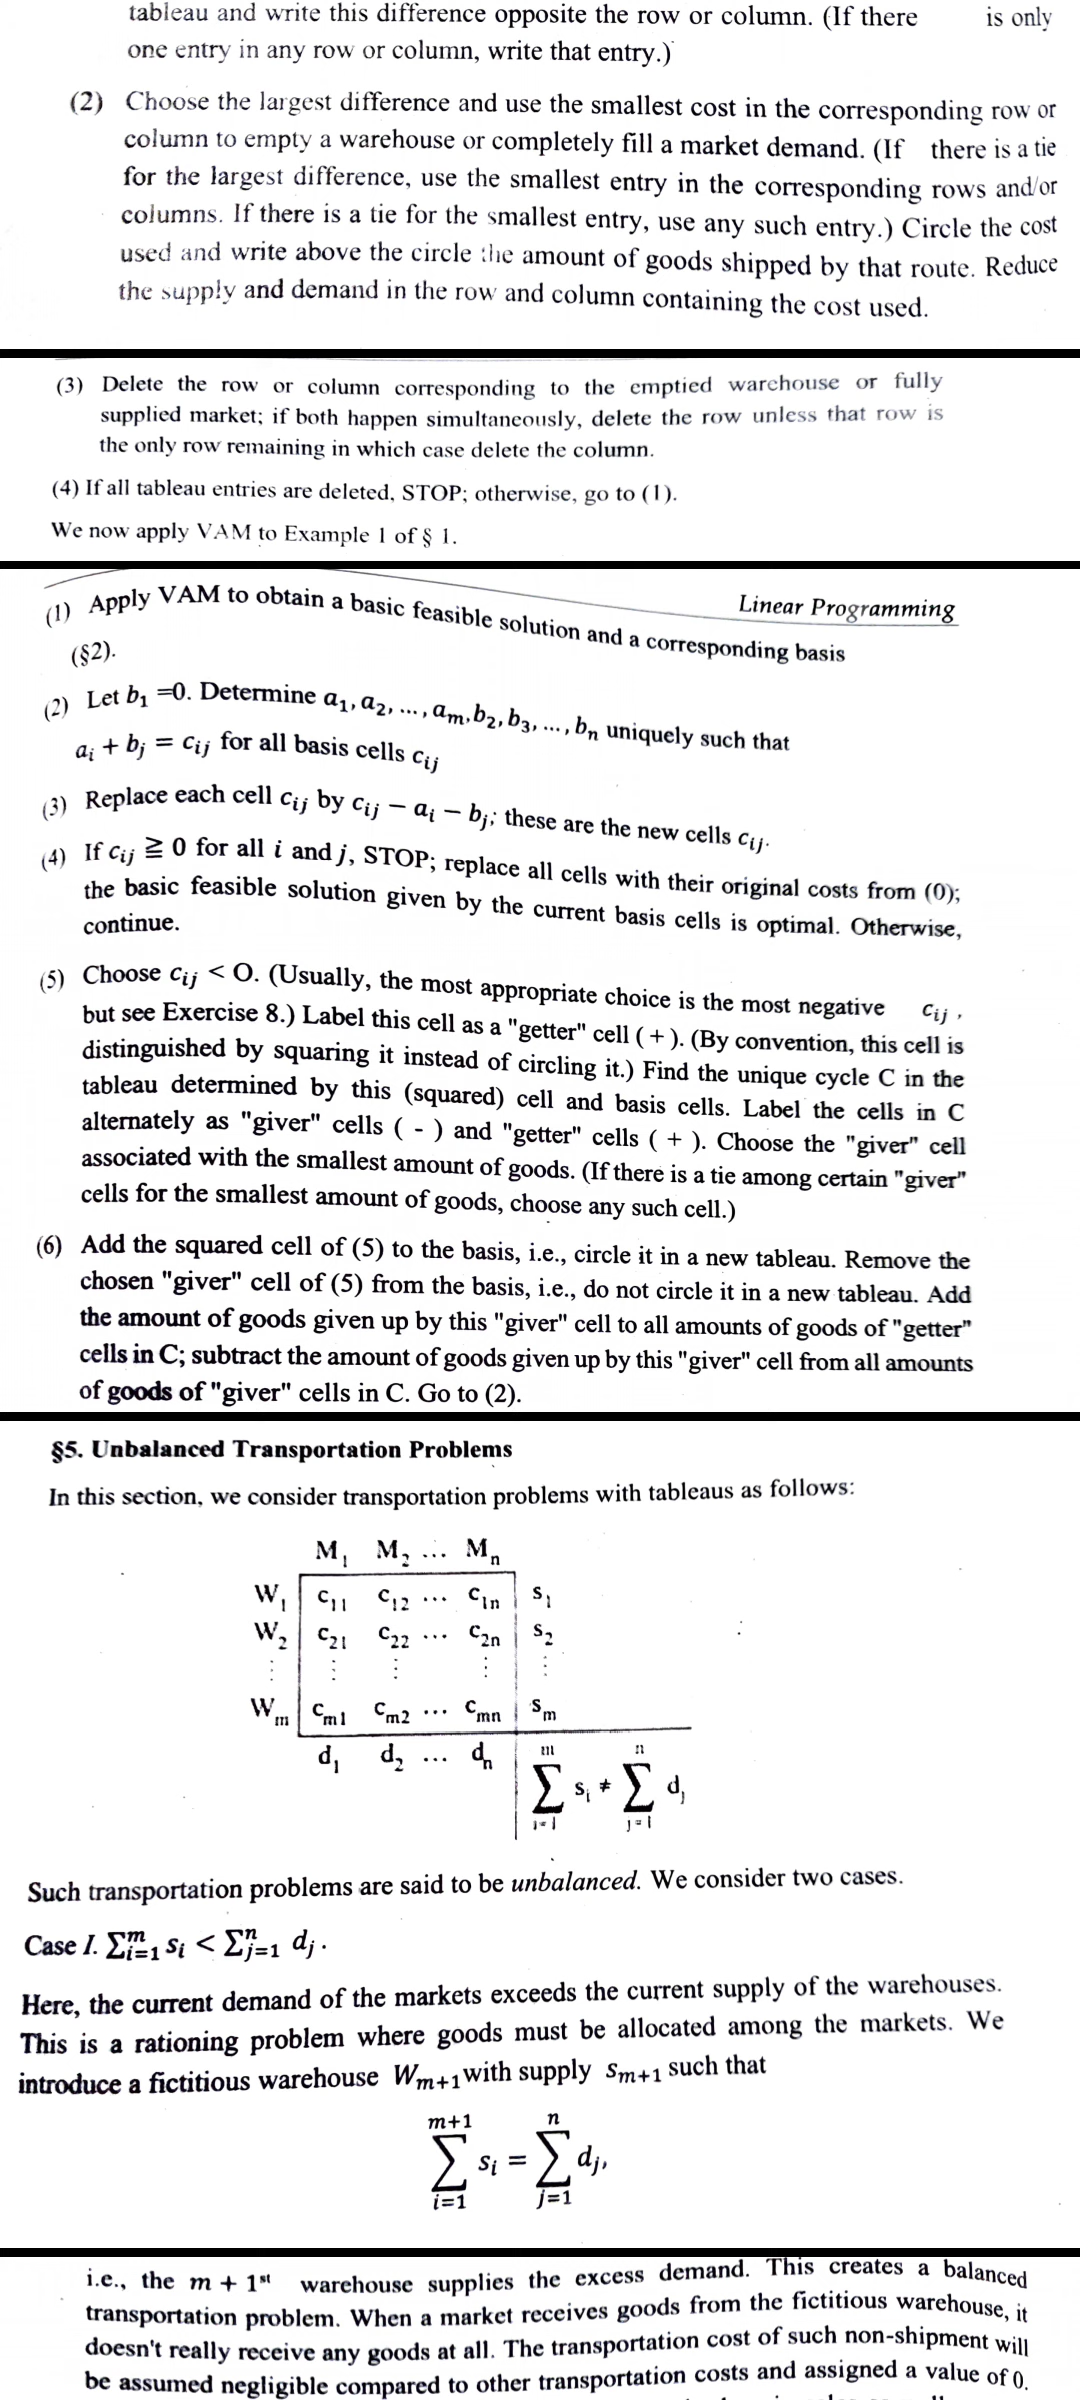 tableau and write this difference opposite the row or column. (If there is only
one entry in any row or column, write that entry.)
(2) Choose the largest difference and use the smallest cost in the corresponding row or
column to empty a warehouse or completely fill a market demand. (If there is a tie
for the largest difference, use the smallest entry in the corresponding rows and/or
columns. If there is a tie for the smallest entry, use any such entry.) Circle the cost
used and write above the circle the amount of goods shipped by that route. Reduce
the supply and demand in the row and column containing the cost used.
(3) Delete the row or column corresponding to the emptied warehouse or fully
supplied market; if both happen simultaneously, delete the row unless that row is
the only row remaining in which case delete the column.
(4) If all tableau entries are deleted, STOP; otherwise, go to (1).
We now apply VAM to Example 1 of § 1.
Linear Programming
(1) Apply VAM to obtain a basic feasible solution and a corresponding basis
(§2).
(2) Let b₁ =0. Determine a₁, a₂, ..., aₘ, b₂, b₃, ..., bₙ uniquely such that
aᵢ + bⱼ = cᵢⱼ for all basis cells cᵢⱼ
(3) Replace each cell cᵢⱼ by cᵢⱼ − aᵢ − bⱼ; these are the new cells cᵢⱼ.
(4) If cᵢⱼ ≧ 0 for all i and j, STOP; replace all cells with their original costs from (0);
the basic feasible solution given by the current basis cells is optimal. Otherwise,
continue.
(5) Choose cᵢⱼ < O. (Usually, the most appropriate choice is the most negative cᵢⱼ ,
but see Exercise 8.) Label this cell as a "getter" cell ( + ). (By convention, this cell is
distinguished by squaring it instead of circling it.) Find the unique cycle C in the
tableau determined by this (squared) cell and basis cells. Label the cells in C
alternately as "giver" cells ( - ) and "getter" cells ( + ). Choose the "giver" cell
associated with the smallest amount of goods. (If there is a tie among certain "giver"
cells for the smallest amount of goods, choose any such cell.)
(6) Add the squared cell of (5) to the basis, i.e., circle it in a new tableau. Remove the
chosen "giver" cell of (5) from the basis, i.e., do not circle it in a new tableau. Add
the amount of goods given up by this "giver" cell to all amounts of goods of "getter"
cells in C; subtract the amount of goods given up by this "giver" cell from all amounts
of goods of "giver" cells in C. Go to (2).
§5. Unbalanced Transportation Problems
In this section, we consider transportation problems with tableaus as follows:
M₁ M₂ ... Mₙ
W₁ c₁₁ c₁₂ ... c₁ₙ s₁
W₂ c₂₁ c₂₂ ... c₂ₙ s₂
⋮ ⋮ ⋮ ⋮ ⋮
Wₘ cₘ₁ cₘ₂ ... cₘₙ sₘ
d₁ d₂ ... dₙ
m n
∑ sᵢ ≠ ∑ dⱼ
i=1 j=1
Such transportation problems are said to be unbalanced. We consider two cases.
Case I. ∑ᵐᵢ₌₁ sᵢ < ∑ⁿⱼ₌₁ dⱼ .
Here, the current demand of the markets exceeds the current supply of the warehouses.
This is a rationing problem where goods must be allocated among the markets. We
introduce a fictitious warehouse Wₘ₊₁ with supply sₘ₊₁ such that
m+1 n
∑ sᵢ = ∑ dⱼ,
i=1 j=1
i.e., the m + 1ˢᵗ warehouse supplies the excess demand. This creates a balanced
transportation problem. When a market receives goods from the fictitious warehouse, it
doesn't really receive any goods at all. The transportation cost of such non-shipment will
be assumed negligible compared to other transportation costs and assigned a value of 0.